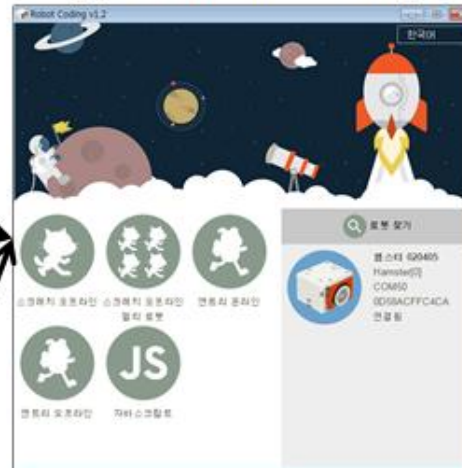 Robot Coding v1.2
한국어
로봇 찾기
햄스터 020405
Hamster[0]
COM50
0D58ACFFC4CA
연결됨
스크래치 오프라인
스크래치 오프라인
멀티 로봇
엔트리 온라인
엔트리 오프라인
JS
자바스크립트